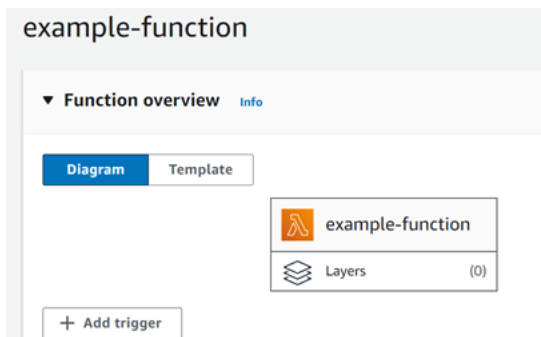 example-function
Function overview Info
Diagram Template
example-function
Layers (0)
+ Add trigger